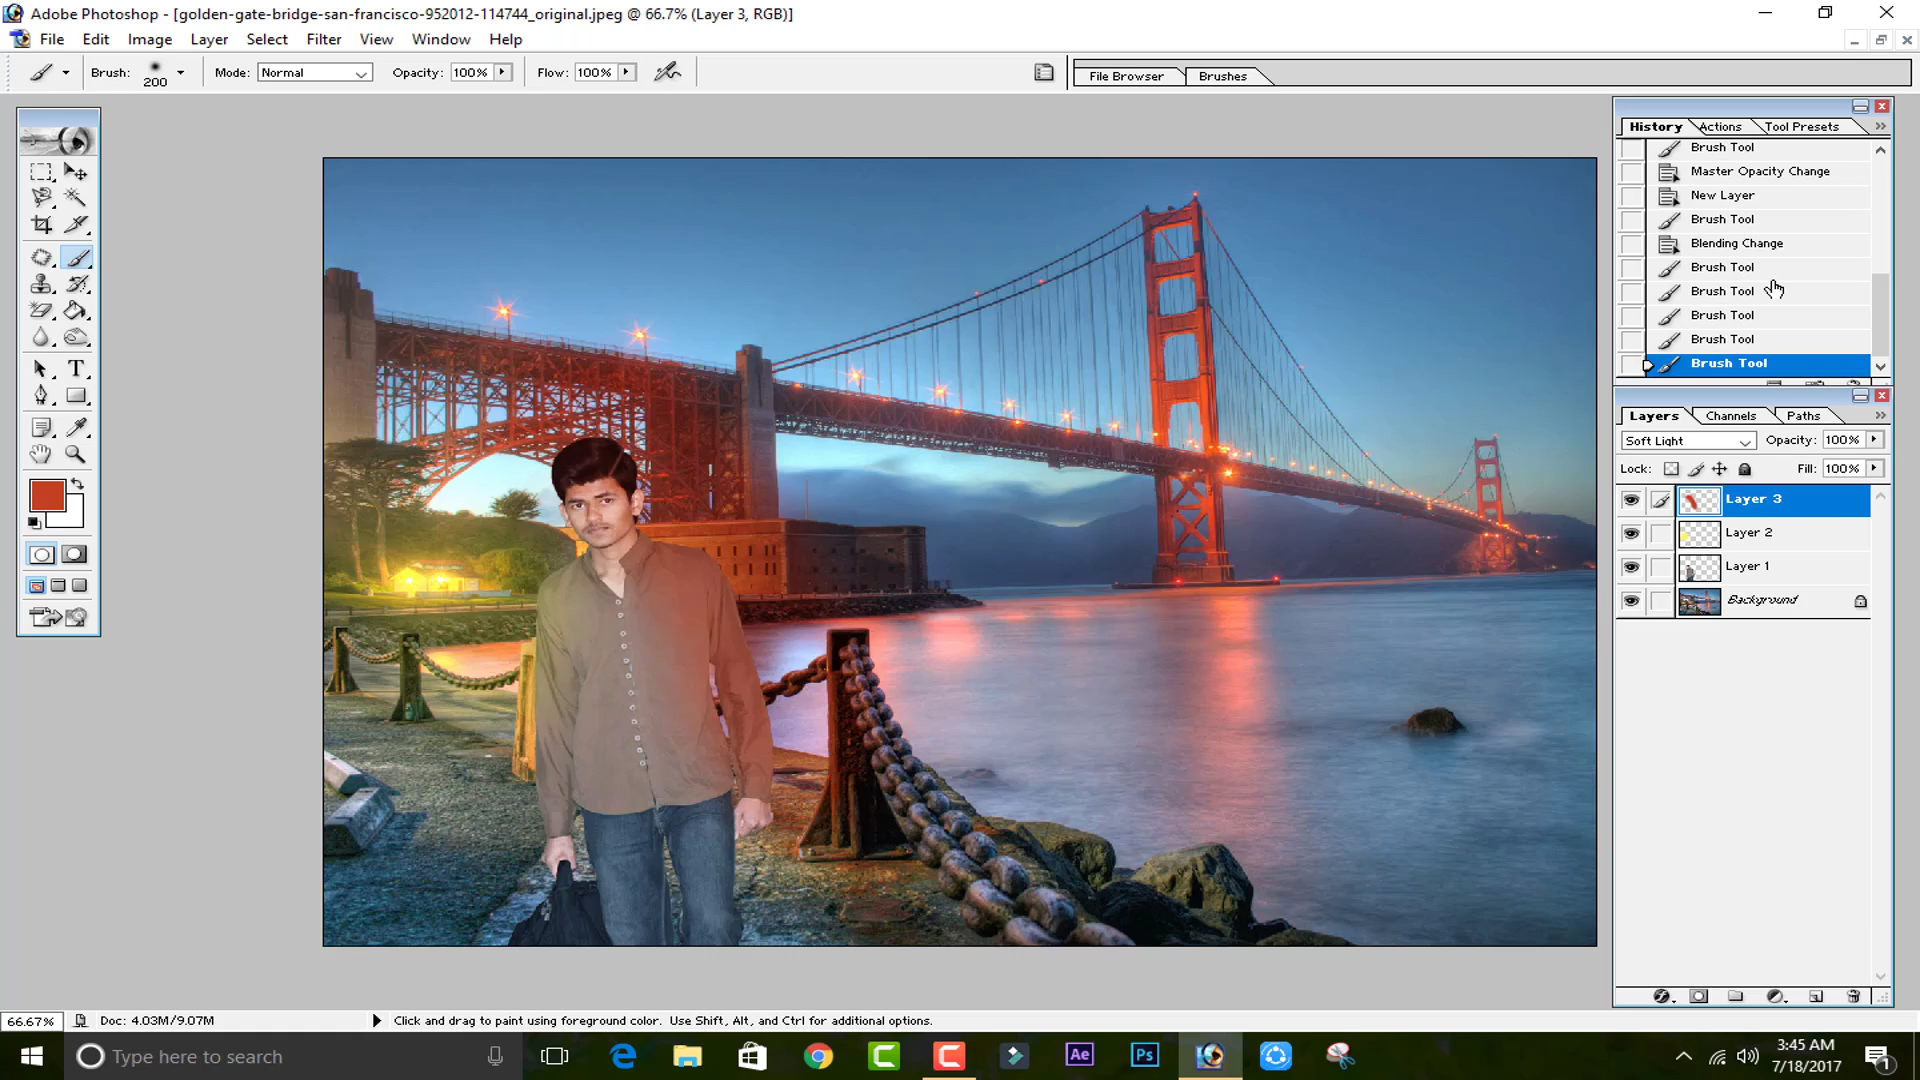 Adobe Photoshop - [golden-gate-bridge-san-francisco-952012-114744_original.jpeg @ 66.7% (Layer 3, RGB)]
File Edit Image Layer Select Filter View Window Help
Brush: 200 Mode: Normal Opacity: 100% Flow: 100% File Browser Brushes
History Actions Tool Presets
Brush Tool
Master Opacity Change
New Layer
Brush Tool
Blending Change
Brush Tool
Brush Tool
Brush Tool
Brush Tool
Brush Tool
Layers Channels Paths
Soft Light Opacity: 100%
Lock: Fill: 100%
Layer 3
Layer 2
Layer 1
Background
66.67% Doc: 4.03M/9.07M Click and drag to paint using foreground color. Use Shift, Alt, and Ctrl for additional options.
Type here to search
Ae
Ps
3:45 AM
7/18/2017
1